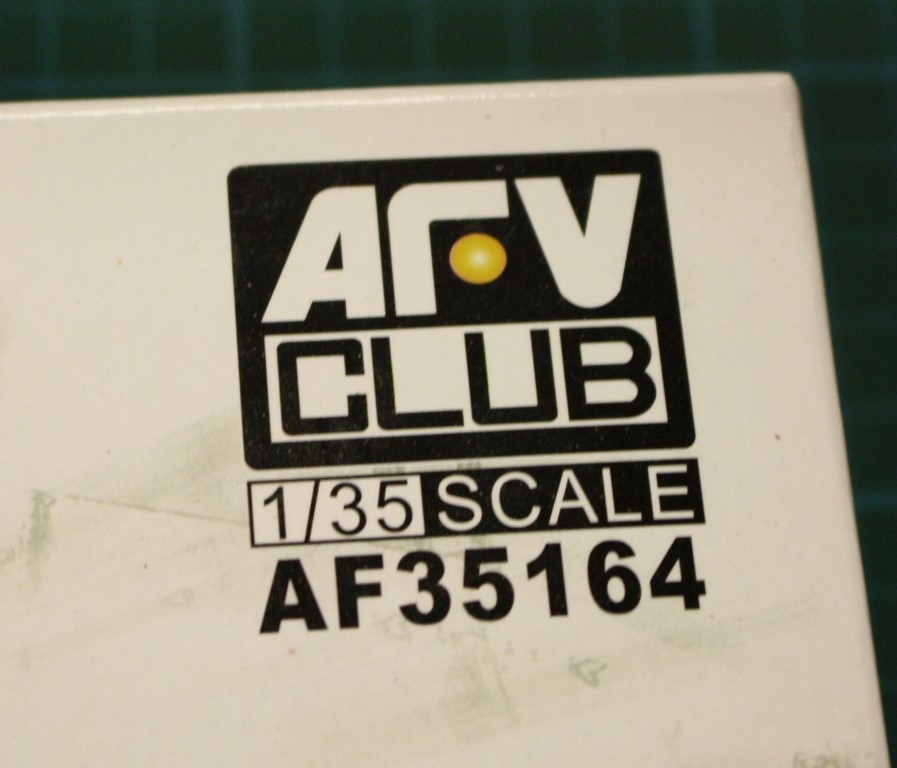 AFV
CLUB
1/35 SCALE
AF35164